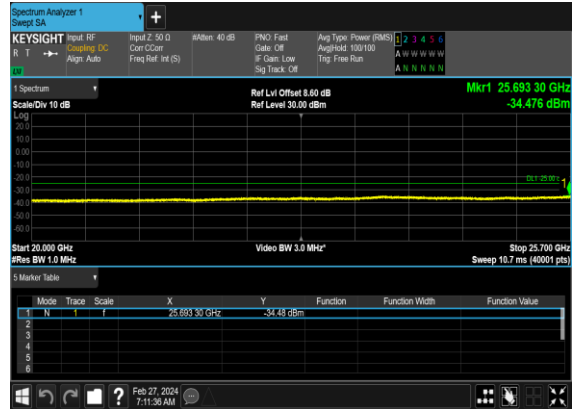 Spectrum Analyzer 1
Swept SA
+
KEYSIGHT Input: RF Input Z: 50 Ω #Atten: 40 dB PNO: Fast Avg Type: Power (RMS) 1 2 3 4 5 6
R T Coupling: DC Corr CCorr Gate: Off Avg|Hold: 100/100 A W W W W W
Align: Auto Freq Ref: Int (S) IF Gain: Low Trig: Free Run
Sig Track: Off A N N N N N
1 Spectrum Ref Lvl Offset 8.60 dB Mkr1 25.693 30 GHz
Scale/Div 10 dB Ref Level 30.00 dBm -34.476 dBm
Log
20.0
10.0
0.00
-10.0
-20.0
DL1 -25.00
1
-30.0
-40.0
-50.0
-60.0
Start 20.000 GHz Video BW 3.0 MHz* Stop 25.700 GHz
#Res BW 1.0 MHz Sweep 10.7 ms (40001 pts)
5 Marker Table
Mode Trace Scale X Y Function Function Width Function Value
1 N 1 f 25.693 30 GHz -34.48 dBm
2
3
4
5
6
? Feb 27, 2024
7:11:36 AM